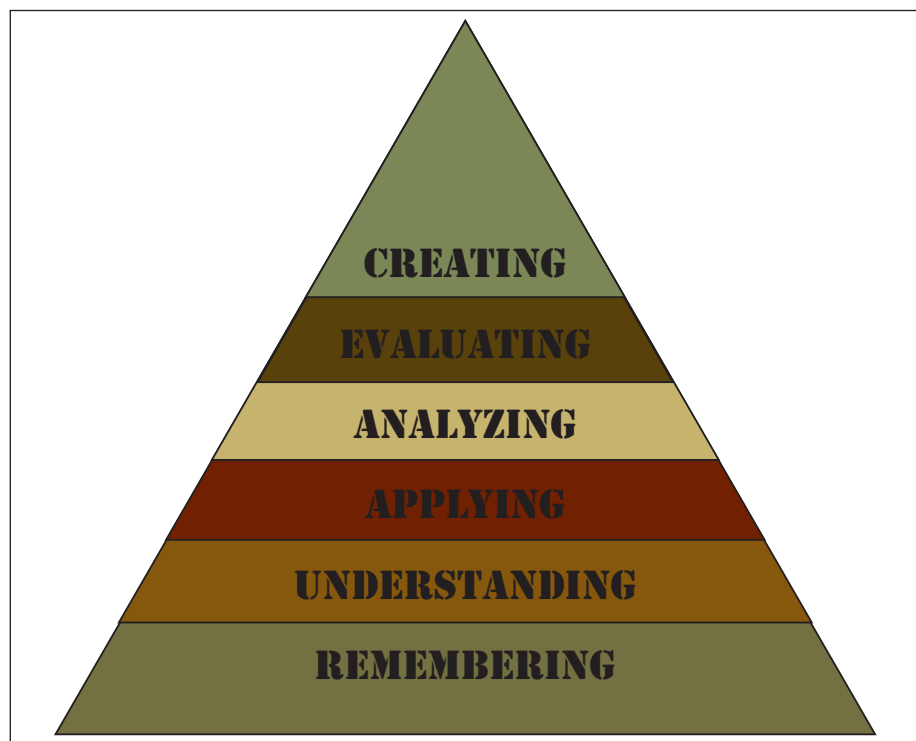 CREATING
EVALUATING
ANALYZING
APPLYING
UNDERSTANDING
REMEMBERING